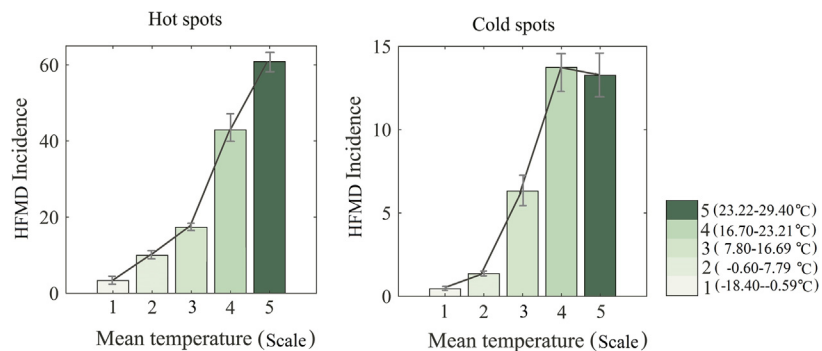 Hot spots
60
40
20
0
HFMD Incidence
1 2 3 4 5
Mean temperature (Scale)
Cold spots
15
10
5
0
HFMD Incidence
1 2 3 4 5
Mean temperature (Scale)
5 (23.22-29.40℃)
4 (16.70-23.21℃)
3 ( 7.80-16.69 ℃)
2 ( -0.60-7.79 ℃)
1 (-18.40--0.59℃)